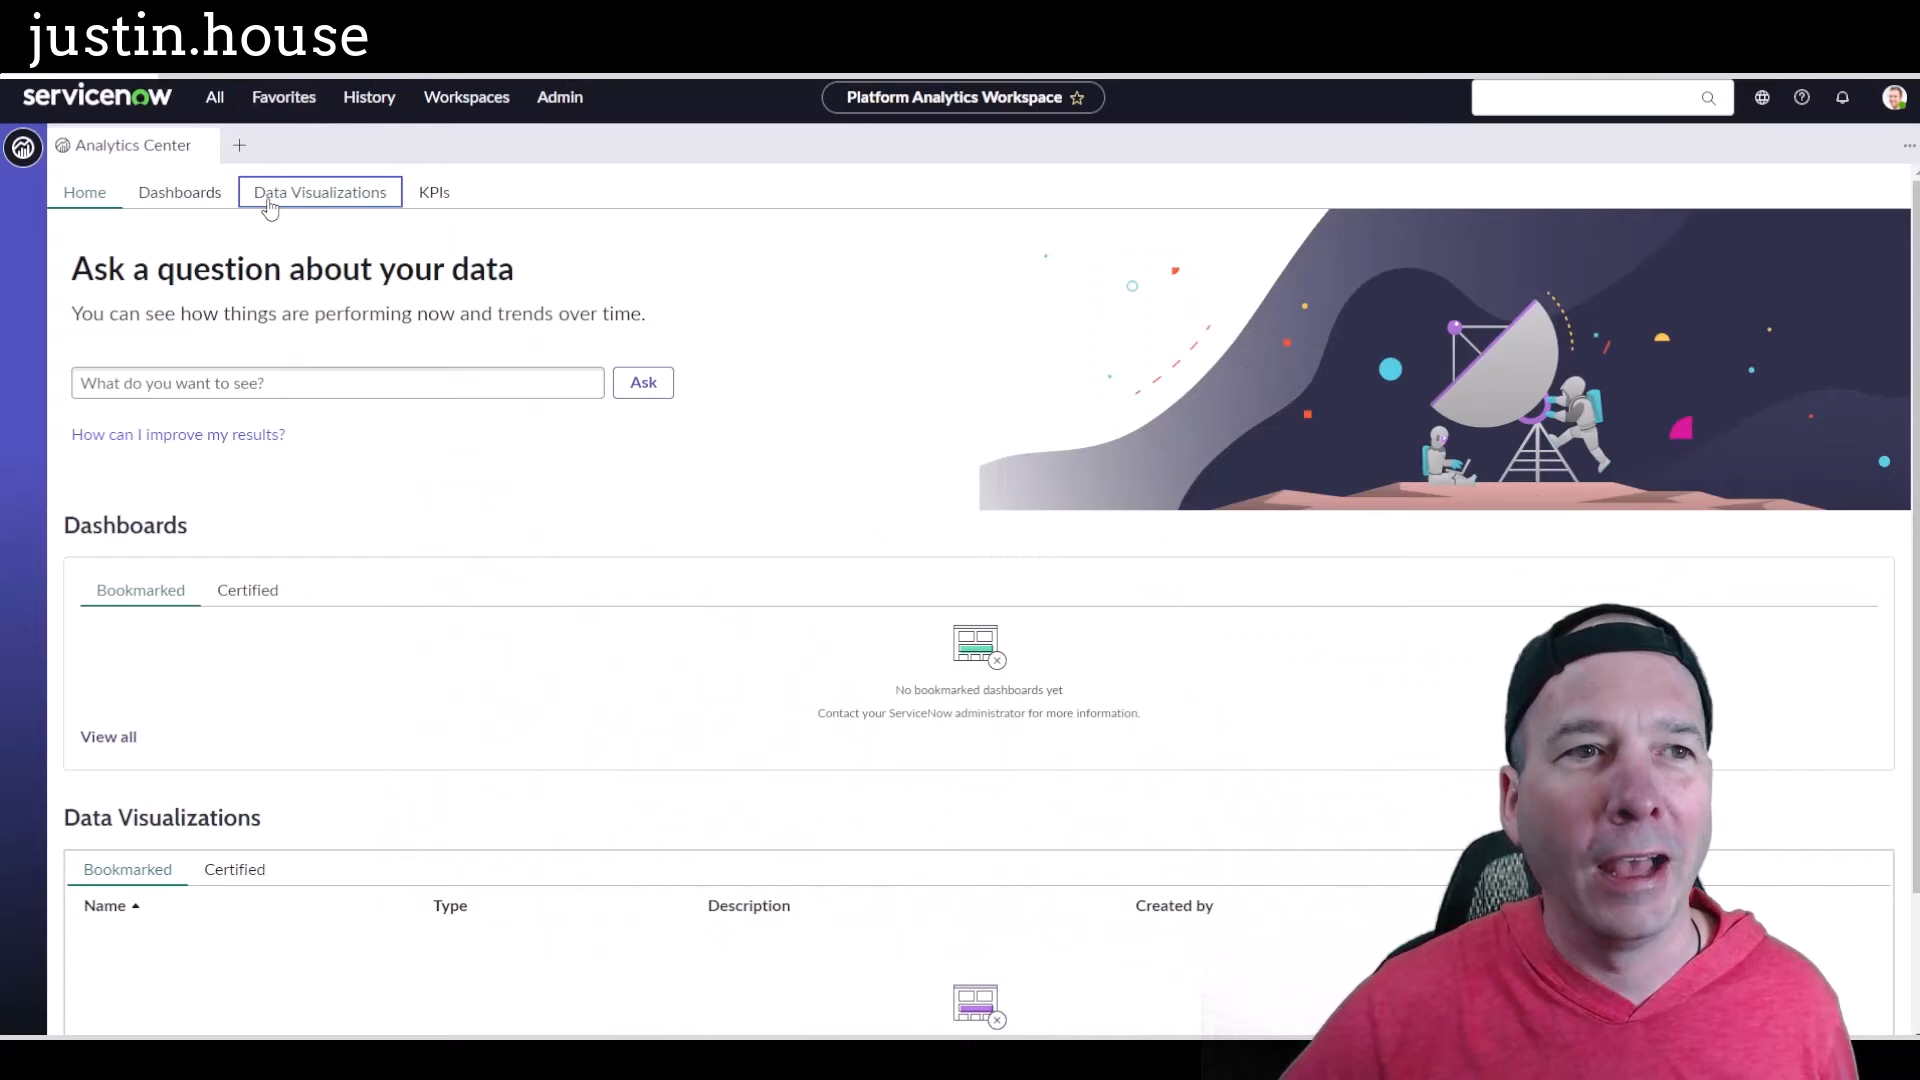 justin.house
servicenow All Favorites History Workspaces Admin Platform Analytics Workspace
Analytics Center
Home Dashboards Data Visualizations KPIs
Ask a question about your data
You can see how things are performing now and trends over time.
What do you want to see? Ask
How can I improve my results?
Dashboards
Bookmarked Certified
No bookmarked dashboards yet
Contact your ServiceNow administrator for more information.
View all
Data Visualizations
Bookmarked Certified
Name Type Description Created by